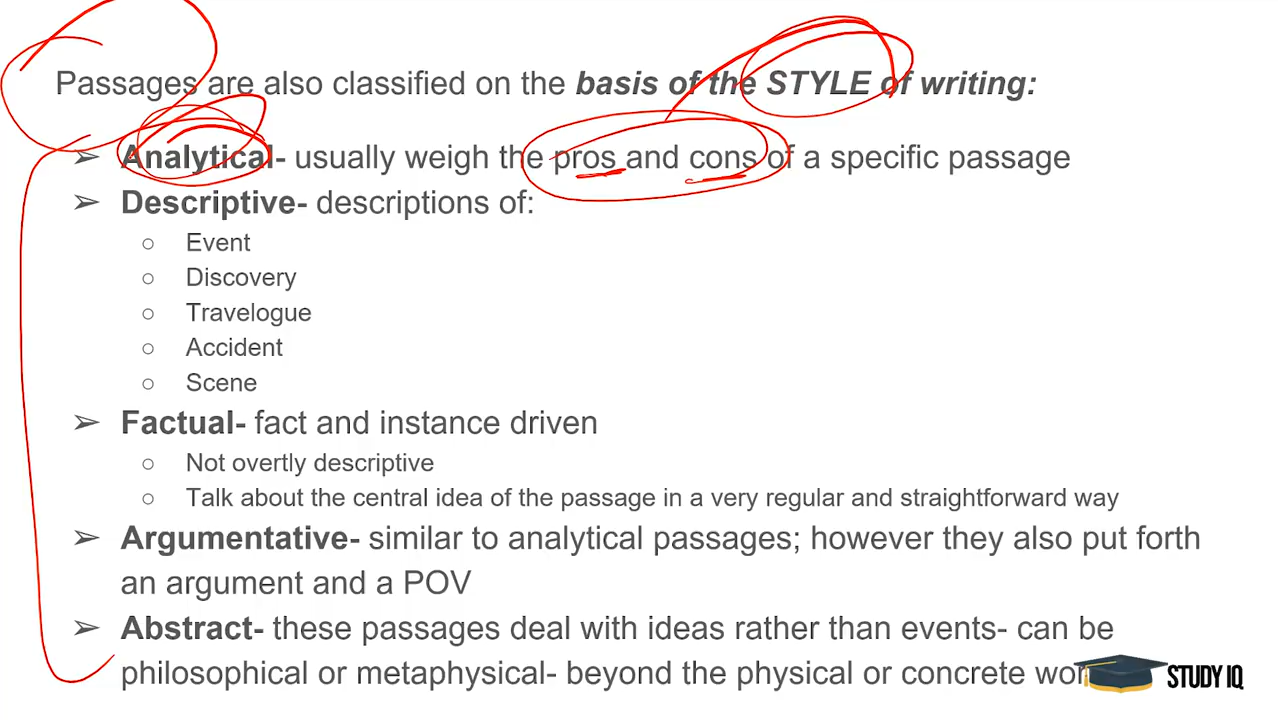 Passages are also classified on the basis of the STYLE of writing:
➢ Analytical- usually weigh the pros and cons of a specific passage
➢ Descriptive- descriptions of:
○ Event
○ Discovery
○ Travelogue
○ Accident
○ Scene
➢ Factual- fact and instance driven
○ Not overtly descriptive
○ Talk about the central idea of the passage in a very regular and straightforward way
➢ Argumentative- similar to analytical passages; however they also put forth
an argument and a POV
➢ Abstract- these passages deal with ideas rather than events- can be
philosophical or metaphysical- beyond the physical or concrete
STUDY IQ